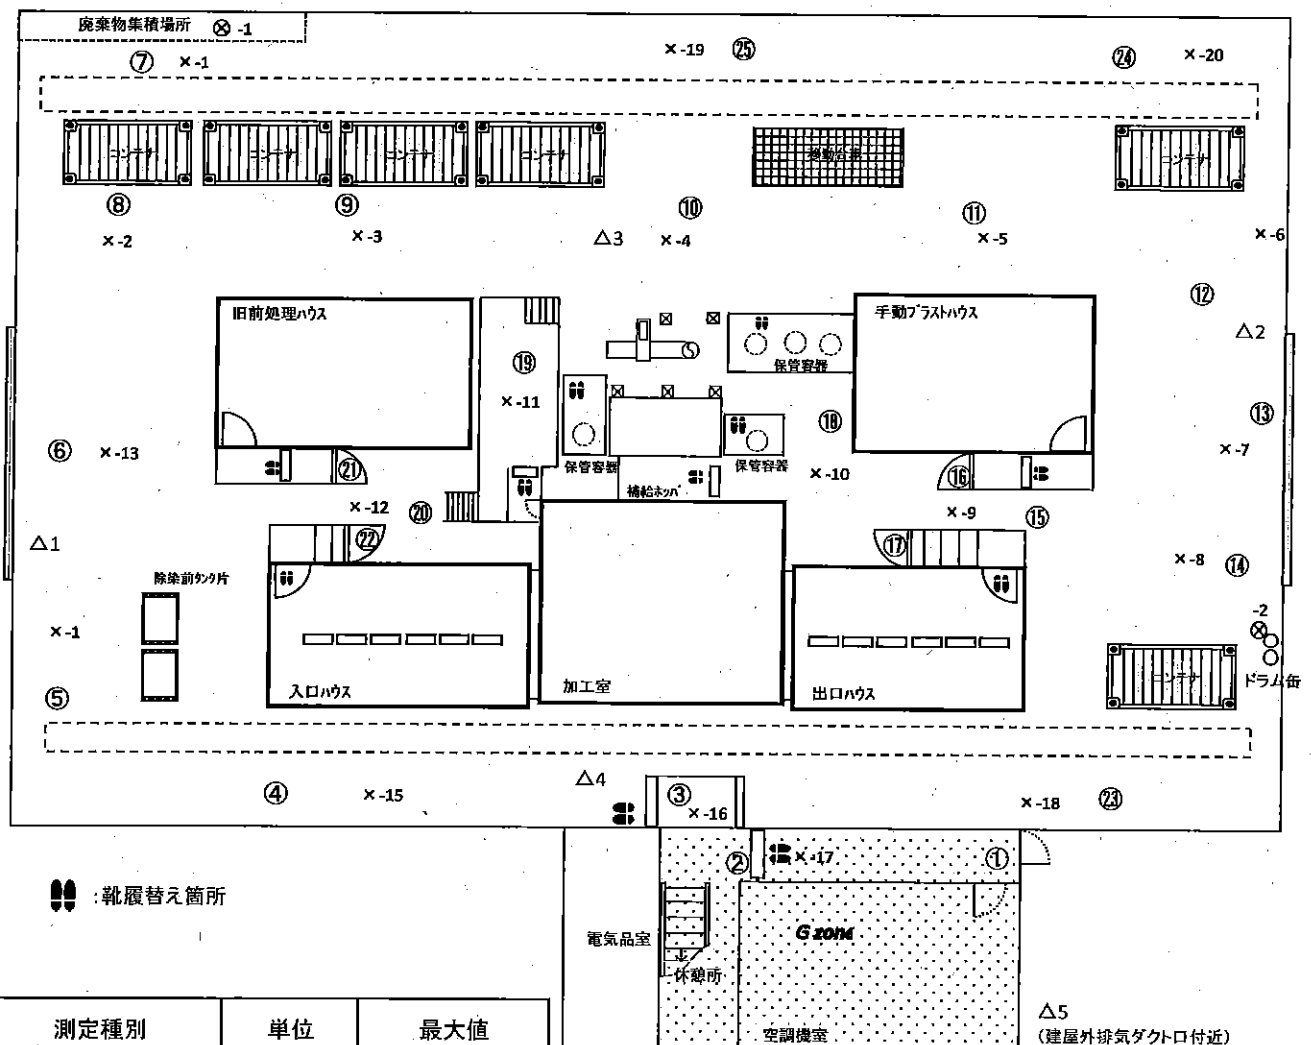 廃棄物集積場所 ⊗ -1
⑦ × -1
× -19 ㉕
㉔ × -20
コンテナ コンテナ コンテナ コンテナ 移動台車 コンテナ
⑧ ⑨ ⑩ ⑪
× -2 × -3 △3 × -4 × -5 × -6
⑫
旧前処理ハウス 手動ブラストハウス
△2
⑲
保管容器
× -11
⑱ ⑬
⑥ × -13 × -7
保管容器 保管容器
㉑ × -10 ⑯
補給ホッパ
× -12 ⑳ × -9 ⑮
△1 ㉒ ⑰
× -8 ⑭
除染前タンク片
-2
× -1 ⊗
コンテナ ドラム缶
⑤ 入口ハウス 加工室 出口ハウス
△4
④ × -15 ③ × -16 × -18 ㉓
② × -17 ①
:靴履替え箇所
電気品室 G zone
休憩所
△5
(建屋外排気ダクト口付近)
空調機室
測定種別 単位 最大値